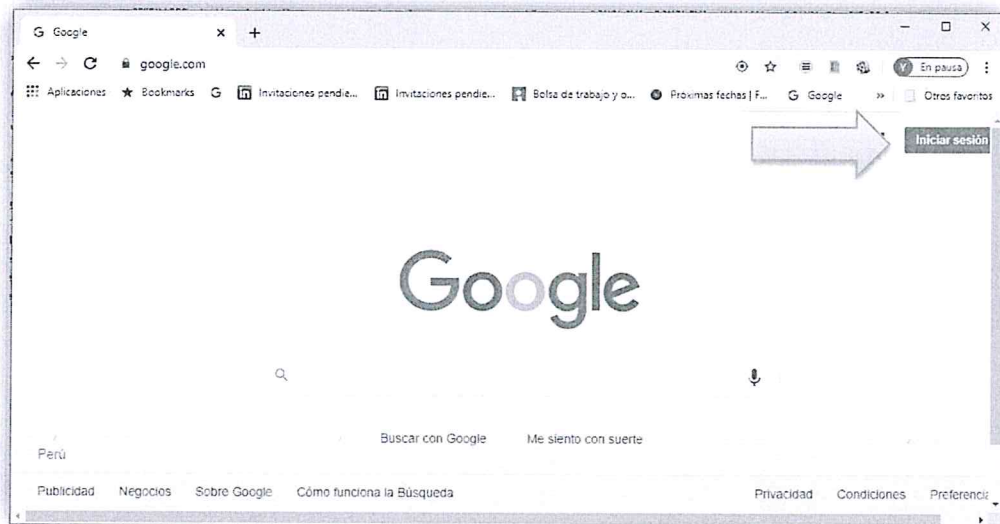 G Google × +
google.com En pausa
Aplicaciones Bookmarks G Invitaciones pendie... Invitaciones pendie... Bolsa de trabajo y o... Próximas fechas | F... G Google » Otros favoritos
Iniciar sesión
Google
Buscar con Google Me siento con suerte
Perú
Publicidad Negocios Sobre Google Cómo funciona la Búsqueda Privacidad Condiciones Preferencia